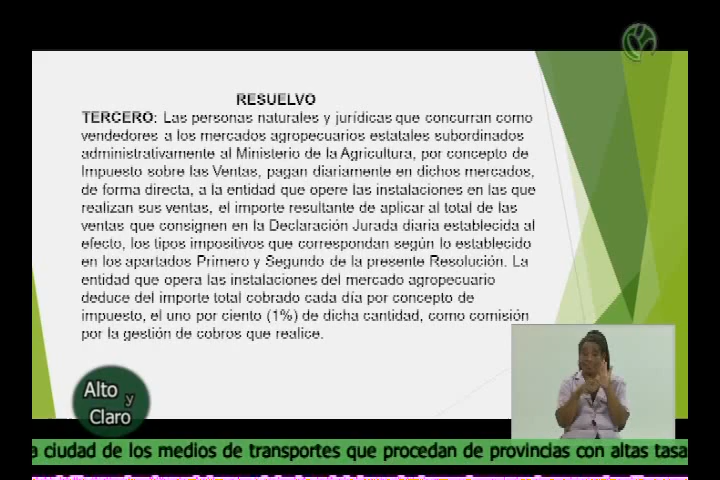 RESUELVO
TERCERO: Las personas naturales y jurídicas que concurran como
vendedores a los mercados agropecuarios estatales subordinados
administrativamente al Ministerio de la Agricultura, por concepto de
Impuesto sobre las Ventas, pagan diariamente en dichos mercados,
de forma directa, a la entidad que opere las instalaciones en las que
realizan sus ventas, el importe resultante de aplicar al total de las
ventas que consignen en la Declaración Jurada diaria establecida al
efecto, los tipos impositivos que correspondan según lo establecido
en los apartados Primero y Segundo de la presente Resolución. La
entidad que opera las instalaciones del mercado agropecuario
deduce del importe total cobrado cada día por concepto de
impuesto, el uno por ciento (1%) de dicha cantidad, como comisión
por la gestión de cobros que realice.
Alto
y
Claro
a ciudad de los medios de transportes que procedan de provincias con altas tasa